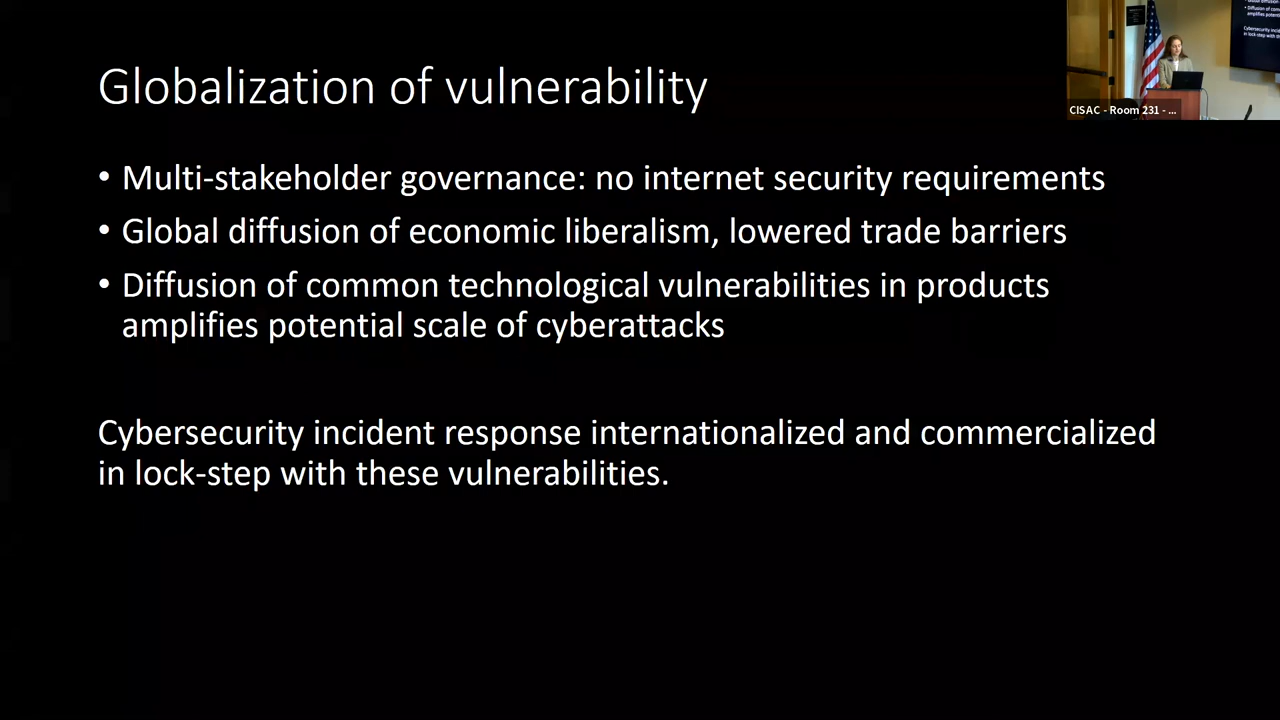 Globalization of vulnerability
• Multi-stakeholder governance: no internet security requirements
• Global diffusion of economic liberalism, lowered trade barriers
• Diffusion of common technological vulnerabilities in products
amplifies potential scale of cyberattacks
Cybersecurity incident response internationalized and commercialized
in lock-step with these vulnerabilities.
CISAC - Room 231 - ...